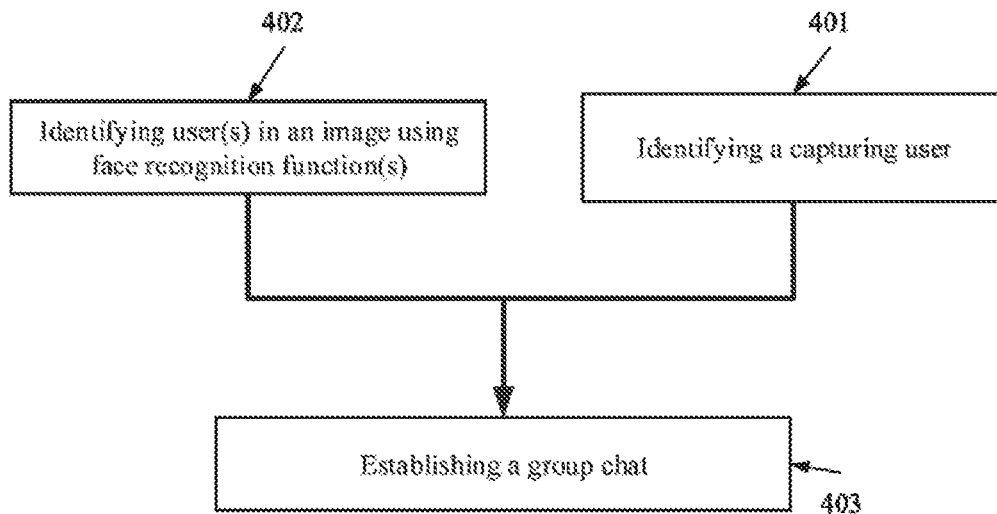 402
401
Identifying user(s) in an image using
face recognition function(s)
Identifying a capturing user
Establishing a group chat
403